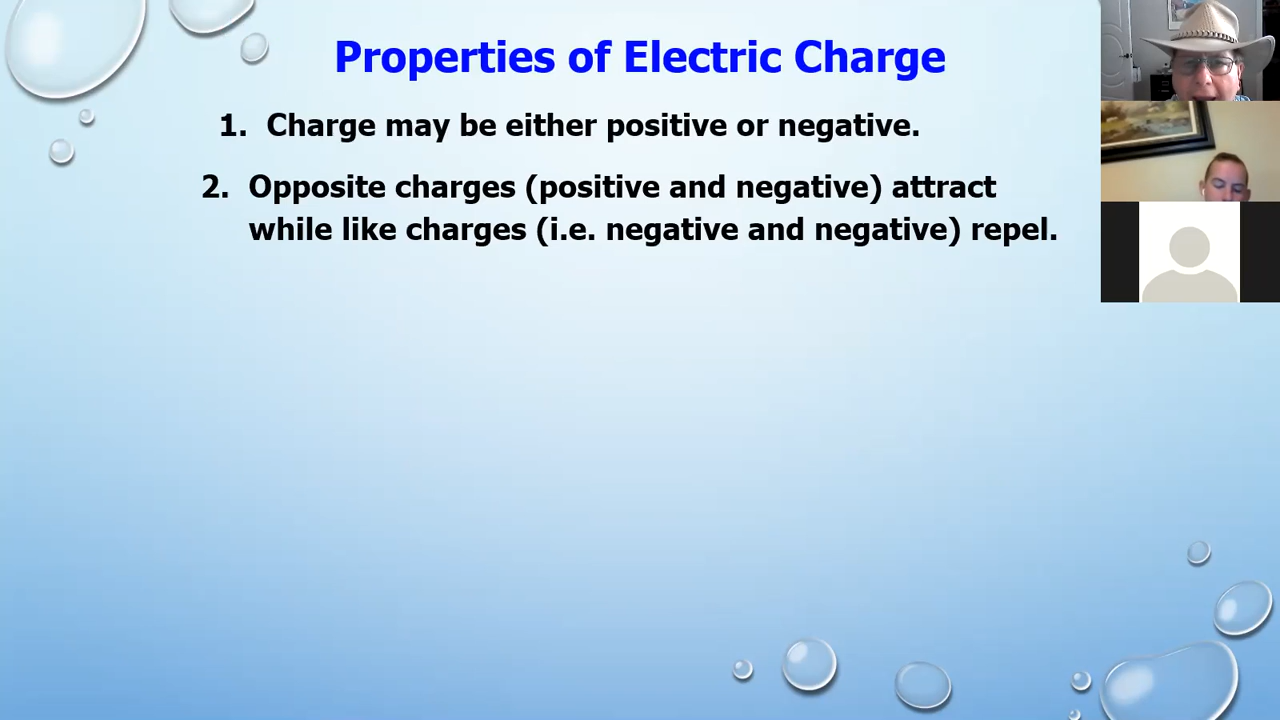 Properties of Electric Charge
1. Charge may be either positive or negative.
2. Opposite charges (positive and negative) attract
while like charges (i.e. negative and negative) repel.